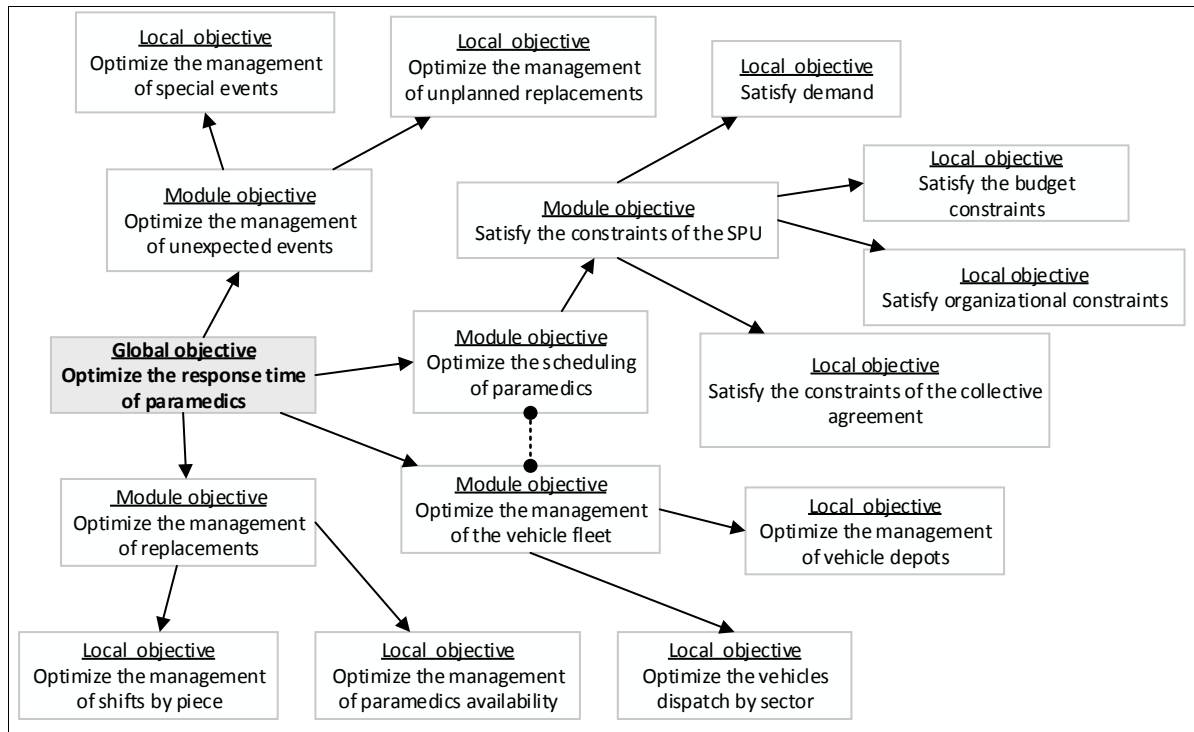 Local objective
Optimize the management
of special events
Local objective
Optimize the management
of unplanned replacements
Local objective
Satisfy demand
Local objective
Satisfy the budget
constraints
Module objective
Optimize the management
of unexpected events
Module objective
Satisfy the constraints of the SPU
Local objective
Satisfy organizational constraints
Global objective
Optimize the response time
of paramedics
Module objective
Optimize the scheduling
of paramedics
Local objective
Satisfy the constraints of the collective
agreement
Module objective
Optimize the management
of replacements
Module objective
Optimize the management
of the vehicle fleet
Local objective
Optimize the management
of vehicle depots
Local objective
Optimize the management
of shifts by piece
Local objective
Optimize the management
of paramedics availability
Local objective
Optimize the vehicles
dispatch by sector